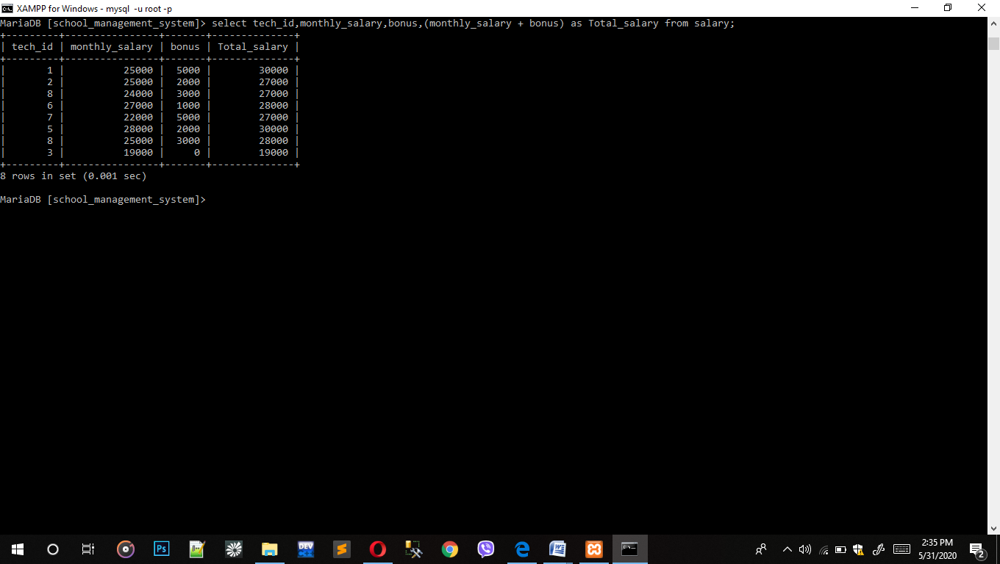 XAMPP for Windows - mysql  -u root -p
MariaDB [school_management_system]> select tech_id,monthly_salary,bonus,(monthly_salary + bonus) as Total_salary from salary;
+---------+----------------+-------+--------------+
| tech_id | monthly_salary | bonus | Total_salary |
+---------+----------------+-------+--------------+
|       1 |          25000 |  5000 |        30000 |
|       2 |          25000 |  2000 |        27000 |
|       8 |          24000 |  3000 |        27000 |
|       6 |          27000 |  1000 |        28000 |
|       7 |          22000 |  5000 |        27000 |
|       5 |          28000 |  2000 |        30000 |
|       8 |          25000 |  3000 |        28000 |
|       3 |          19000 |     0 |        19000 |
+---------+----------------+-------+--------------+
8 rows in set (0.001 sec)
MariaDB [school_management_system]>
Ps
DEV
2:35 PM
5/31/2020
2